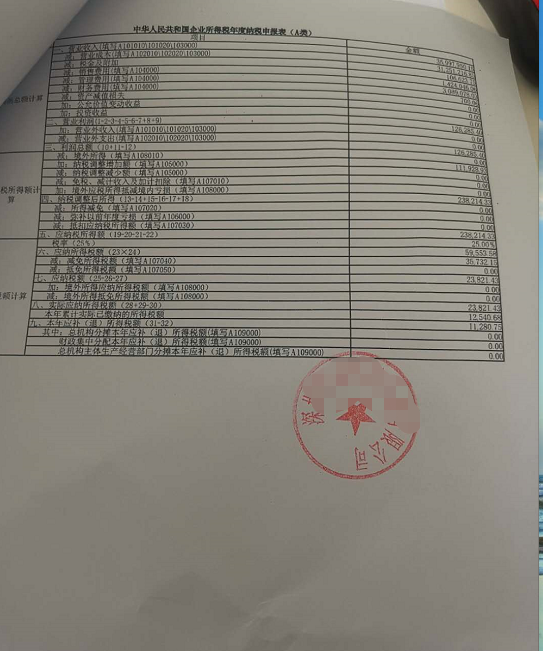 中华人民共和国企业所得税年度纳税申报表（A类）
项目 金额
一、营业收入(填写A101010\101020\103000)
减：营业成本(填写A102010\102020\103000)
减：税金及附加
减：销售费用(填写A104000)
减：管理费用(填写A104000)
减：财务费用(填写A104000)
减：资产减值损失
加：公允价值变动收益
加：投资收益 0.00
二、营业利润(1-2-3-4-5-6-7+8+9)
加：营业外收入(填写A101010\101020\103000) 0.00
减：营业外支出(填写A102010\102020\103000) 0.00
三、利润总额（10+11-12）
减：境外所得（填写A108010） 0.00
加：纳税调整增加额（填写A105000）
减：纳税调整减少额（填写A105000） 0.00
减：免税、减计收入及加计扣除（填写A107010） 0.00
加：境外应税所得抵减境内亏损（填写A108000） 0.00
四、纳税调整后所得（13-14+15-16-17+18）
减：所得减免（填写A107020） 0.00
减：弥补以前年度亏损（填写A106000） 0.00
减：抵扣应纳税所得额（填写A107030） 0.00
五、应纳税所得额（19-20-21-22）
税率（25%） 25.00%
六、应纳所得税额（23×24） 59,553.58
减：减免所得税额（填写A107040） 35,732.15
减：抵免所得税额（填写A107050） 0.00
七、应纳税额（25-26-27） 23,821.43
加：境外所得应纳所得税额（填写A108000） 0.00
减：境外所得抵免所得税额（填写A108000） 0.00
八、实际应纳所得税额（28+29-30） 23,821.43
本年累计实际已缴纳的所得税额 12,540.68
九、本年应补（退）所得税额（31-32） 11,280.75
其中：总机构分摊本年应补（退）所得税额(填写A109000) 0.00
财政集中分配本年应补（退）所得税额(填写A109000) 0.00
总机构主体生产经营部门分摊本年应补（退）所得税额(填写A109000) 0.00
深
有限公司